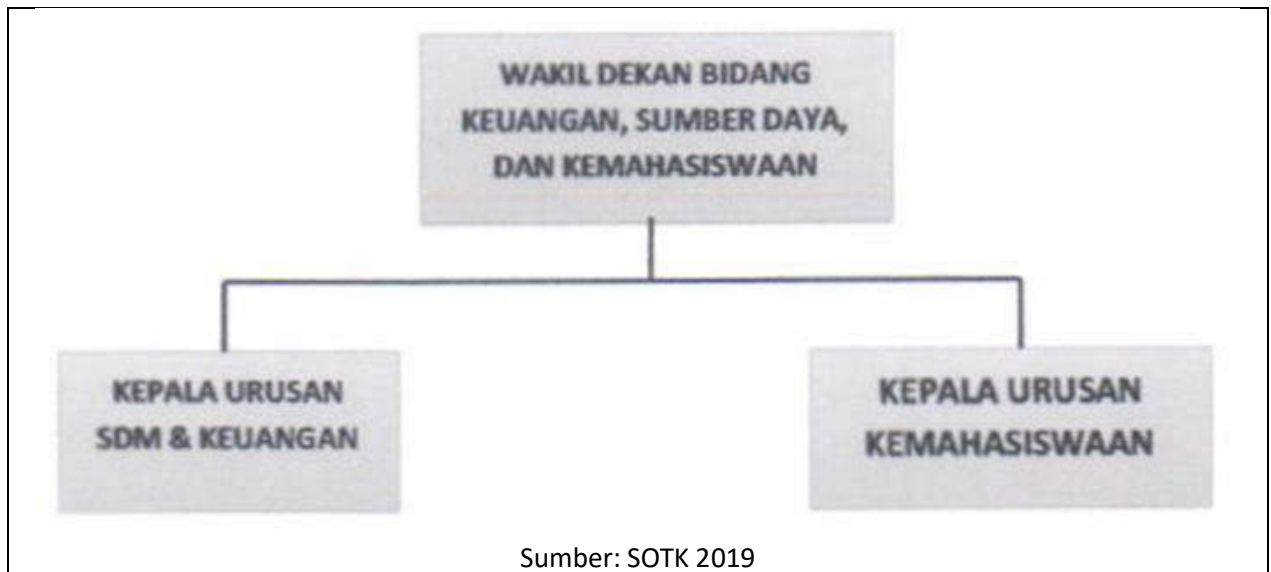 WAKIL DEKAN BIDANG
KEUANGAN, SUMBER DAYA,
DAN KEMAHASISWAAN
KEPALA URUSAN
SDM & KEUANGAN
KEPALA URUSAN
KEMAHASISWAAN
Sumber: SOTK 2019